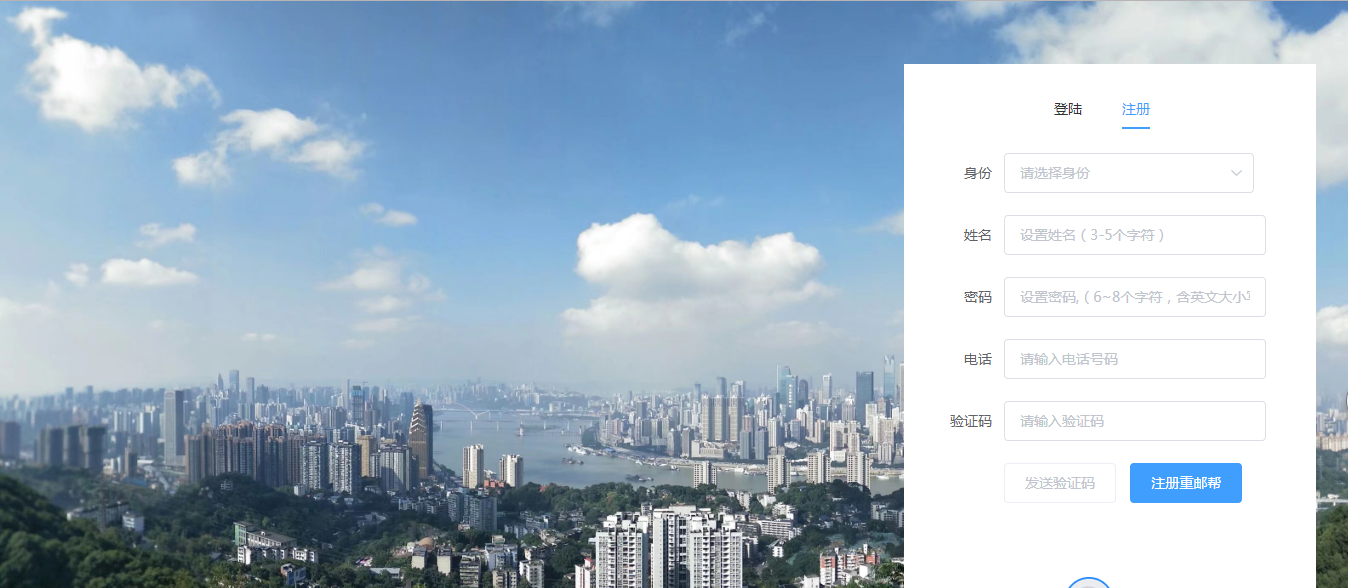 登陆 注册
身份 请选择身份
姓名 设置姓名（3-5个字符）
密码 设置密码,（6~8个字符，含英文大小
电话 请输入电话号码
验证码 请输入验证码
发送验证码 注册重邮帮